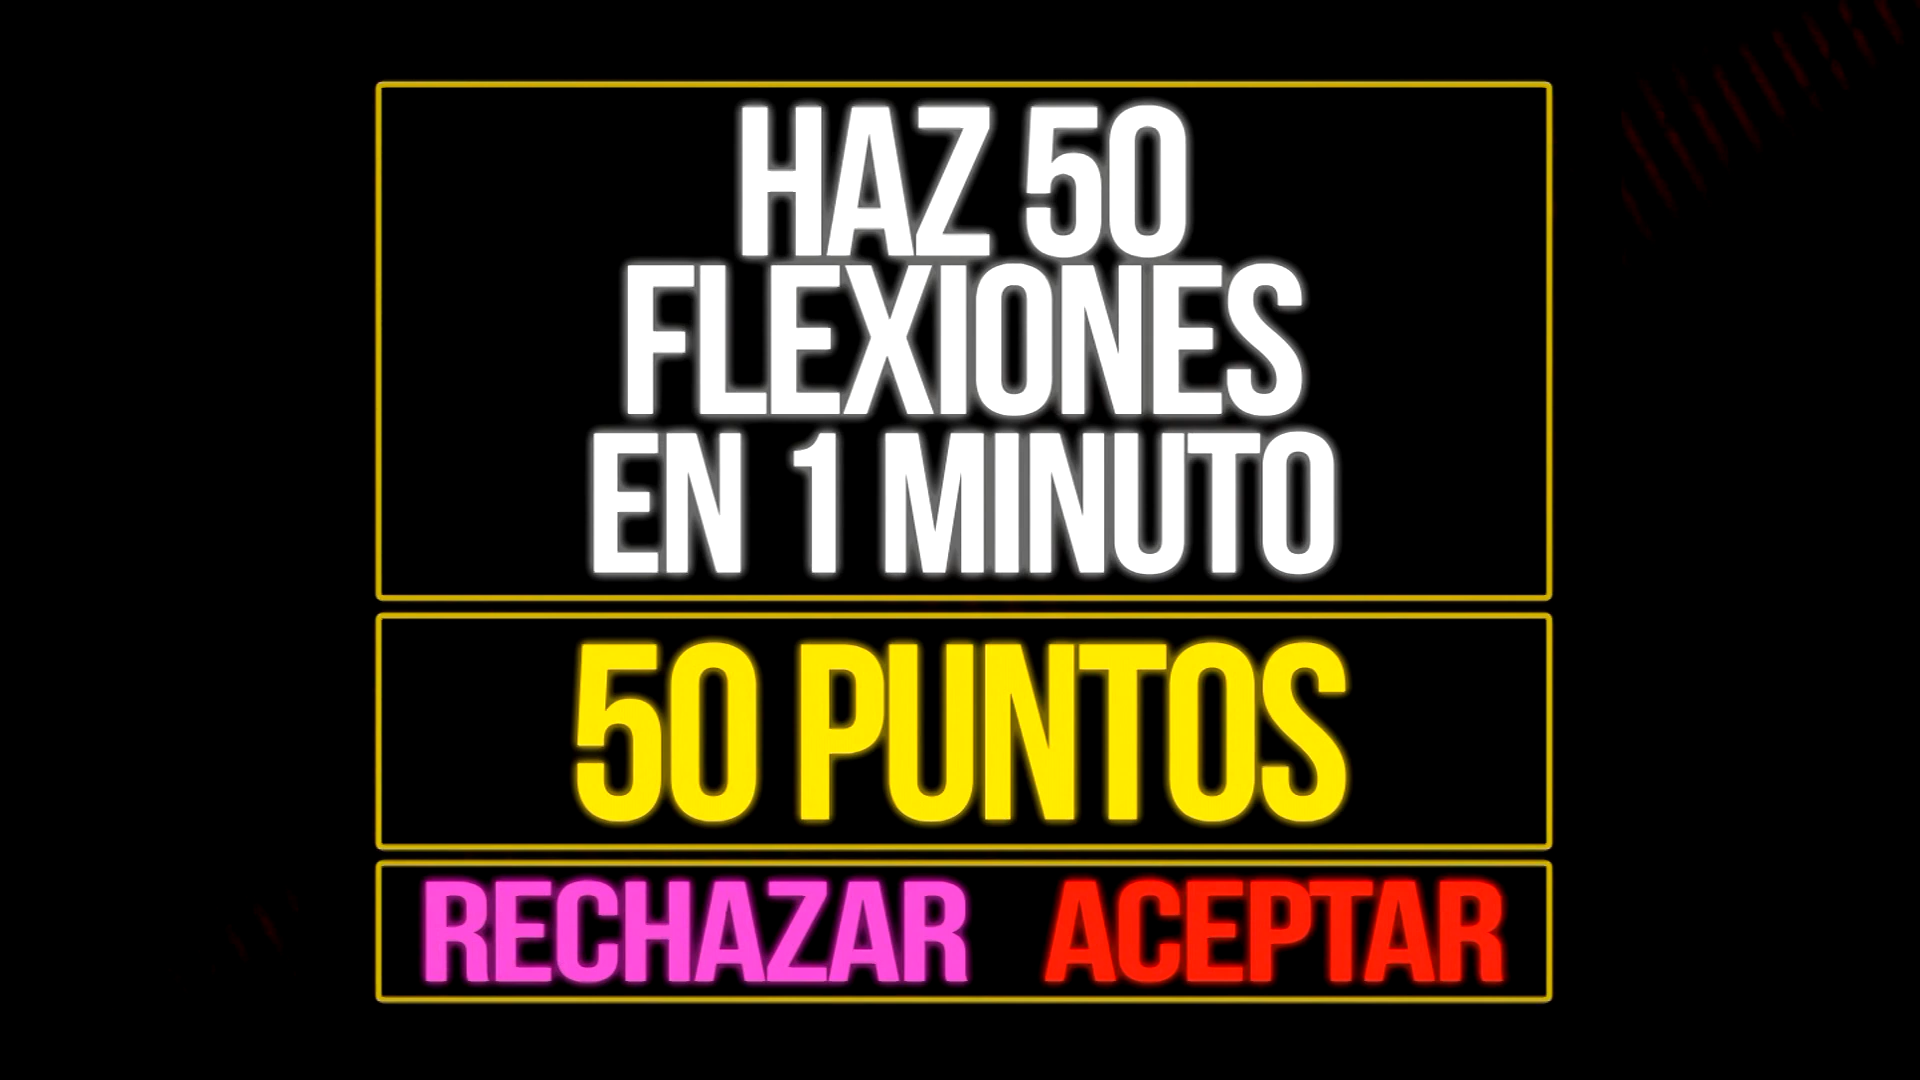 HAZ 50
FLEXIONES
EN 1 MINUTO
50 PUNTOS
RECHAZAR ACEPTAR